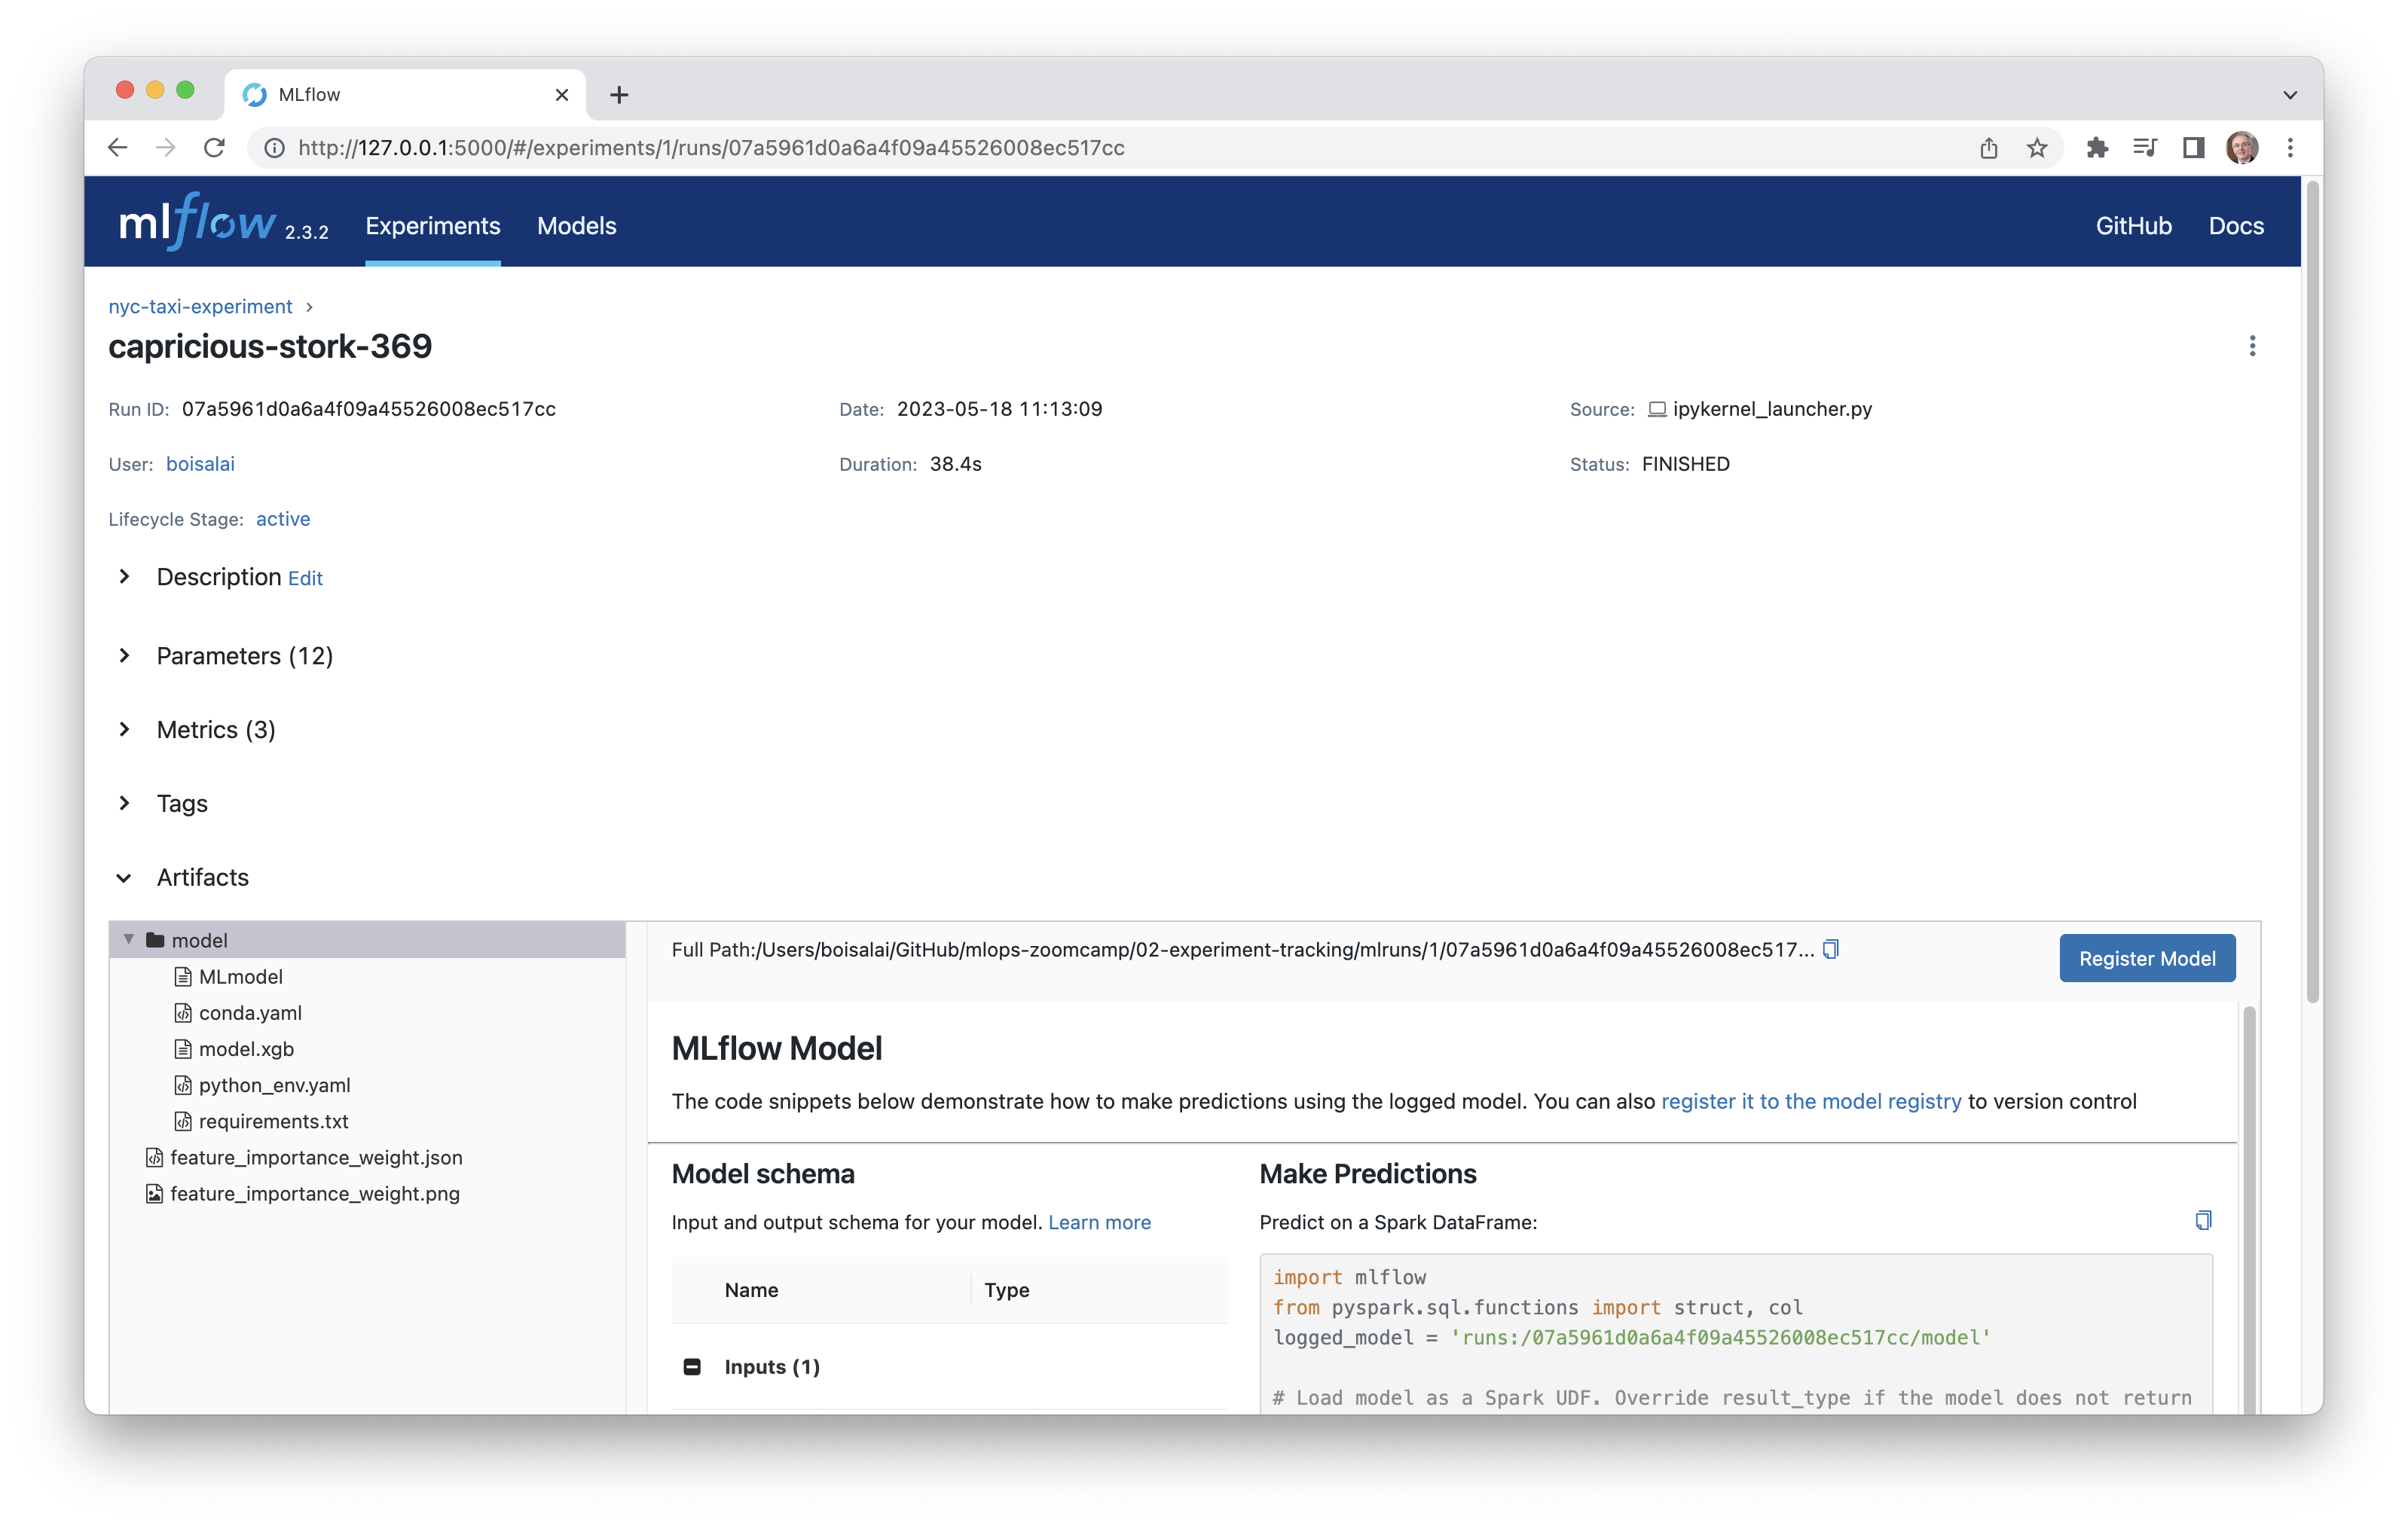 MLflow
http://127.0.0.1:5000/#/experiments/1/runs/07a5961d0a6a4f09a45526008ec517cc
mlflow 2.3.2 Experiments Models GitHub Docs
nyc-taxi-experiment >
capricious-stork-369
Run ID: 07a5961d0a6a4f09a45526008ec517cc Date: 2023-05-18 11:13:09 Source: ipykernel_launcher.py
User: boisalai Duration: 38.4s Status: FINISHED
Lifecycle Stage: active
Description Edit
Parameters (12)
Metrics (3)
Tags
Artifacts
model
MLmodel
conda.yaml
model.xgb
python_env.yaml
requirements.txt
feature_importance_weight.json
feature_importance_weight.png
Full Path:/Users/boisalai/GitHub/mlops-zoomcamp/02-experiment-tracking/mlruns/1/07a5961d0a6a4f09a45526008ec517...
Register Model
MLflow Model
The code snippets below demonstrate how to make predictions using the logged model. You can also register it to the model registry to version control
Model schema
Input and output schema for your model. Learn more
Name Type
Inputs (1)
Make Predictions
Predict on a Spark DataFrame:
import mlflow
from pyspark.sql.functions import struct, col
logged_model = 'runs:/07a5961d0a6a4f09a45526008ec517cc/model'
# Load model as a Spark UDF. Override result_type if the model does not return